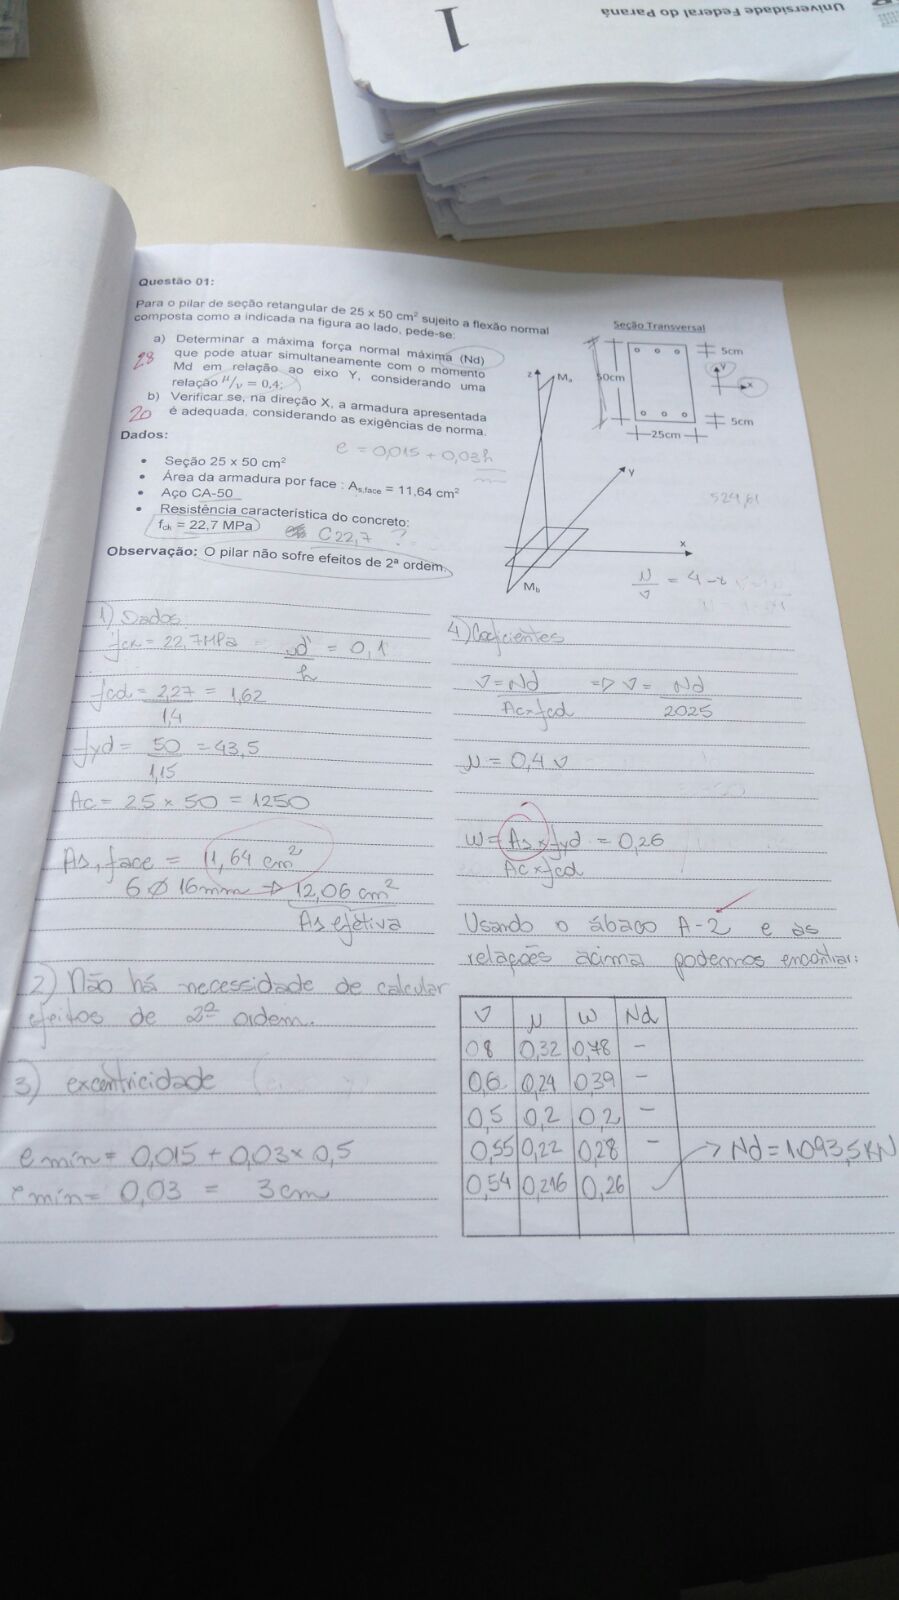 Universidade Federal do Paraná
1
Questão 01:
Para o pilar de seção retangular de 25 x 50 cm² sujeito a flexão normal
composta como a indicada na figura ao lado, pede-se:
a) Determinar a máxima força normal máxima (Nd)
que pode atuar simultaneamente com o momento
Md em relação ao eixo Y, considerando uma
relação μ/ν = 0,4;
28
b) Verificar se, na direção X, a armadura apresentada
é adequada, considerando as exigências de norma.
20
Dados:
e = 0,015 + 0,03h
• Seção 25 x 50 cm²
• Área da armadura por face : As,face = 11,64 cm²
• Aço CA-50
• Resistência característica do concreto:
fck = 22,7 MPa
C22,7 ?
Observação: O pilar não sofre efeitos de 2ª ordem.
Seção Transversal
5cm
50cm
y
x
5cm
25cm
z
Ma
y
x
Mb
524,61
1) Dados
fck = 22,7MPa
d'/h = 0,1
fcd = 2,27/1,4 = 1,62
fyd = 50/1,15 = 43,5
Ac = 25 x 50 = 1250
As, face = 11,64 cm²
6 Ø 16mm => 12,06 cm²
As efetiva
2) Não há necessidade de calcular
efeitos de 2ª ordem.
3) excentricidade
e mín = 0,015 + 0,03 x 0,5
e mín = 0,03 = 3cm
4) Coeficientes
ν = Nd/Ac x fcd => ν = Nd/2025
μ = 0,4 ν
w = As x fyd/Ac x fcd = 0,26
Usando o ábaco A-2 e as
relações acima podemos encontrar:
ν μ w Nd
0,8 0,32 0,78 -
0,6 0,24 0,39 -
0,5 0,2 0,2 -
0,55 0,22 0,28 -
0,54 0,216 0,26
Nd = 1093,5 KN